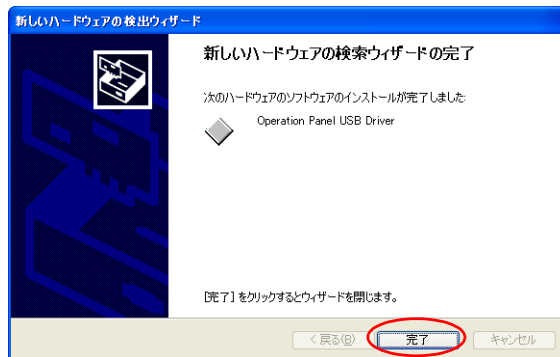 新しいハードウェアの検出ウィザード
新しいハードウェアの検索ウィザードの完了
次のハードウェアのソフトウェアのインストールが完了しました:
Operation Panel USB Driver
[完了] をクリックするとウィザードを閉じます。
< 戻る(B)
完了
キャンセル